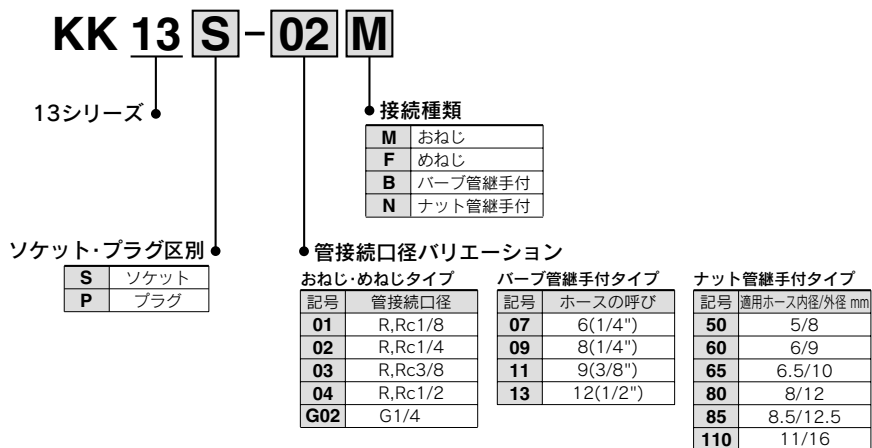 KK 13 S - 02 M
13シリーズ
接続種類
M おねじ
F めねじ
B バーブ管継手付
N ナット管継手付
ソケット・プラグ区別
S ソケット
P プラグ
管接続口径バリエーション
おねじ・めねじタイプ
記号 管接続口径
01 R,Rc1/8
02 R,Rc1/4
03 R,Rc3/8
04 R,Rc1/2
G02 G1/4
バーブ管継手付タイプ
記号 ホースの呼び
07 6(1/4")
09 8(1/4")
11 9(3/8")
13 12(1/2")
ナット管継手付タイプ
記号 適用ホース内径/外径 mm
50 5/8
60 6/9
65 6.5/10
80 8/12
85 8.5/12.5
110 11/16